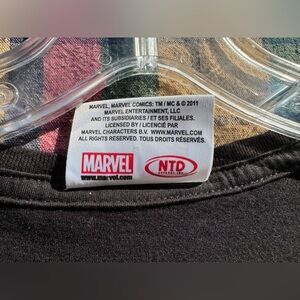 MARVEL, MARVEL COMICS: TM / MC & © 2011
MARVEL ENTERTAINMENT, LLC
AND ITS SUBSIDIARIES / ET SES FILIALES.
LICENSED BY / LICENCIÉ PAR
MARVEL CHARACTERS B.V. WWW.MARVEL.COM
ALL RIGHTS RESERVED. TOUS DROITS RÉSERVÉS.
MARVEL
www.marvel.com
NTD